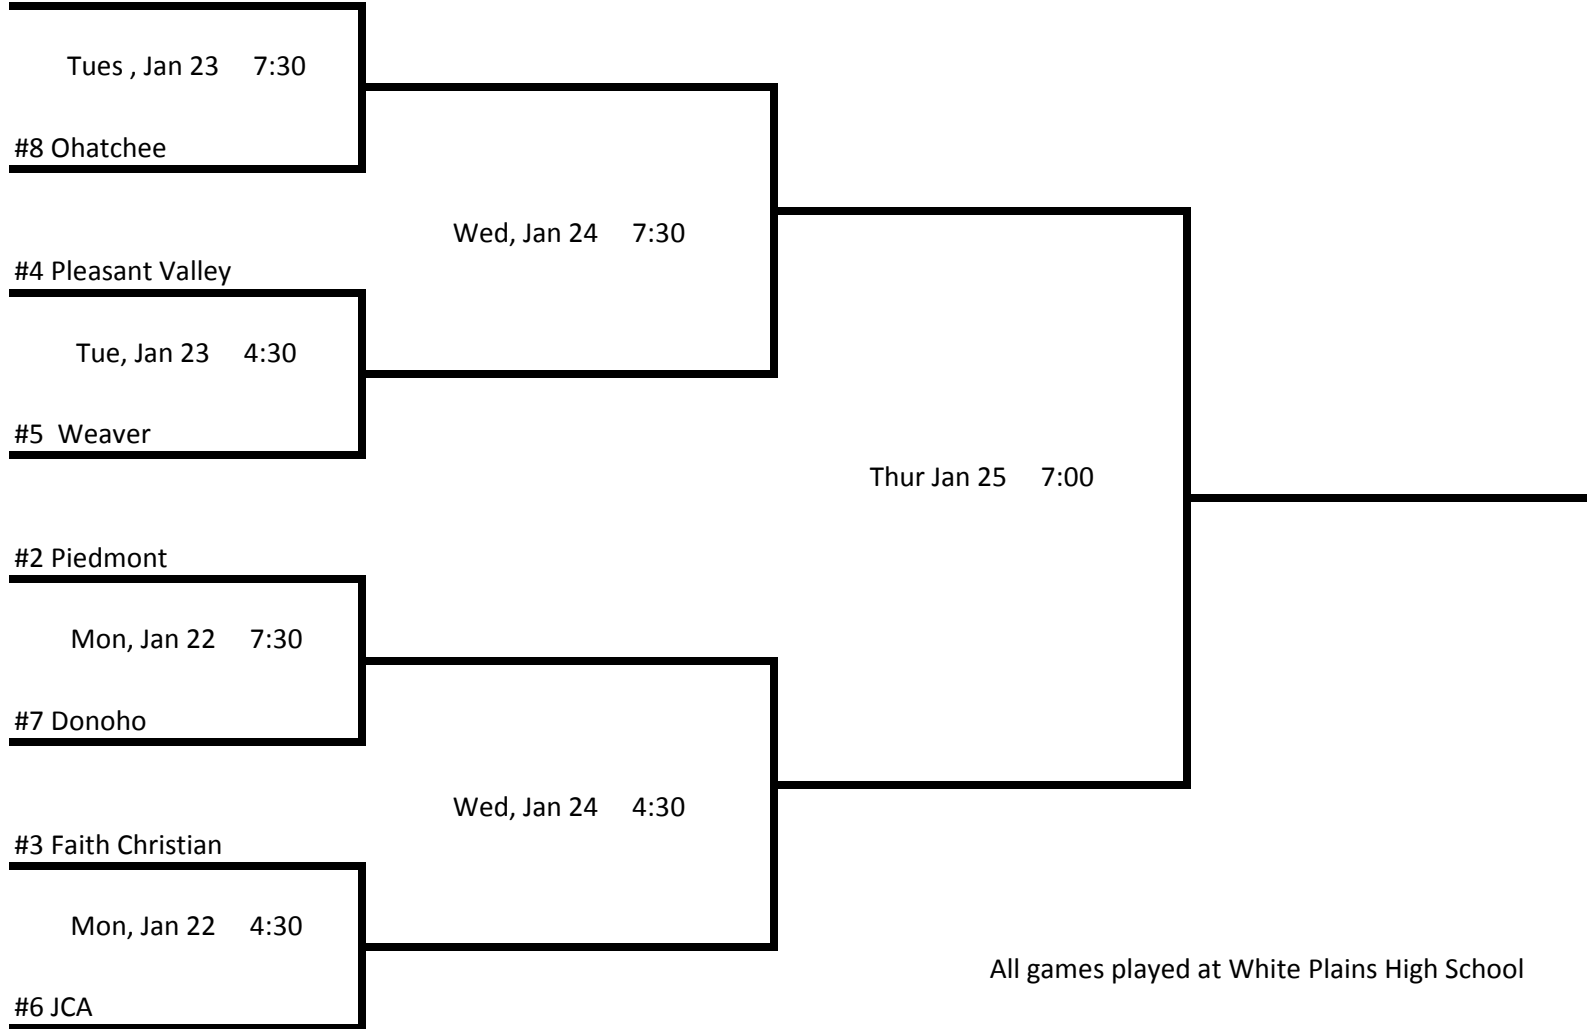 Tues , Jan 23 7:30
#8 Ohatchee
Wed, Jan 24 7:30
#4 Pleasant Valley
Tue, Jan 23 4:30
#5 Weaver
Thur Jan 25 7:00
#2 Piedmont
Mon, Jan 22 7:30
#7 Donoho
Wed, Jan 24 4:30
#3 Faith Christian
Mon, Jan 22 4:30
All games played at White Plains High School
#6 JCA